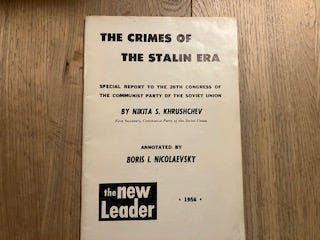 THE CRIMES OF
THE STALIN ERA
SPECIAL REPORT TO THE 20TH CONGRESS OF
THE COMMUNIST PARTY OF THE SOVIET UNION
BY NIKITA S. KHRUSHCHEV
First Secretary, Communist Party of the Soviet Union
ANNOTATED BY
BORIS I. NICOLAEVSKY
the new
Leader
• 1956 •